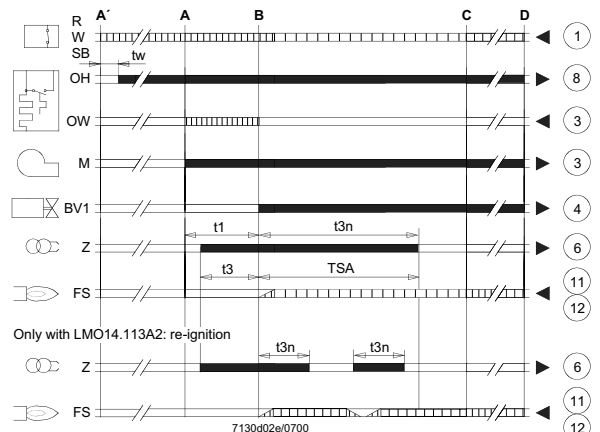 A´ A B C D
R
W 1
SB tw
OH 8
OW 3
M 3
BV1 4
t1 t3n
Z 6
t3 TSA
FS 11
12
Only with LMO14.113A2: re-ignition
t3n t3n
Z 6
11
FS
12
7130d02e/0700